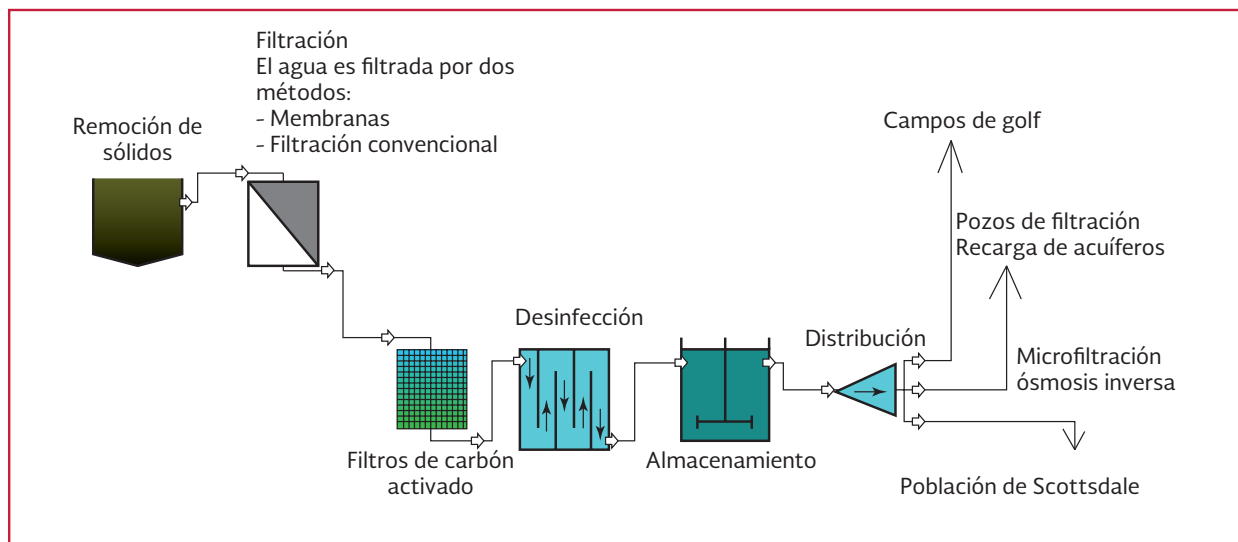 Filtración
El agua es filtrada por dos
métodos:
- Membranas
- Filtración convencional
Remoción de
sólidos
Campos de golf
Pozos de filtración
Recarga de acuíferos
Desinfección
Distribución
Microfiltración
ósmosis inversa
Filtros de carbón
activado
Almacenamiento
Población de Scottsdale